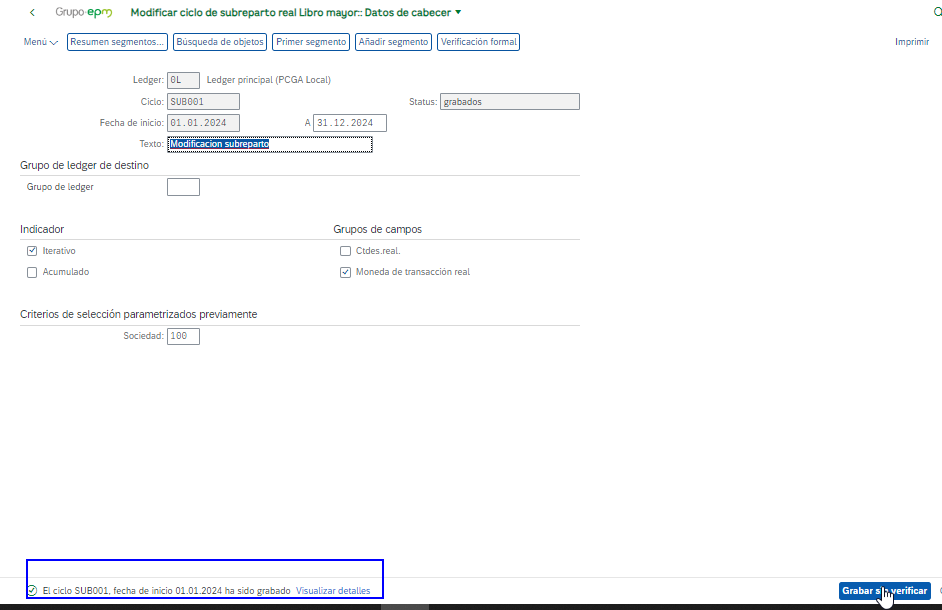 Grupo·epm Modificar ciclo de subreparto real Libro mayor:: Datos de cabecer
Menú Resumen segmentos... Búsqueda de objetos Primer segmento Añadir segmento Verificación formal Imprimir
Ledger: 0L Ledger principal (PCGA Local)
Ciclo: SUB001 Status: grabados
Fecha de inicio: 01.01.2024 A 31.12.2024
Texto: Modificacion subreparto
Grupo de ledger de destino
Grupo de ledger
Indicador Grupos de campos
Iterativo Ctdes.real.
Acumulado Moneda de transacción real
Criterios de selección parametrizados previamente
Sociedad: 100
El ciclo SUB001, fecha de inicio 01.01.2024 ha sido grabado Visualizar detalles Grabar sin verificar